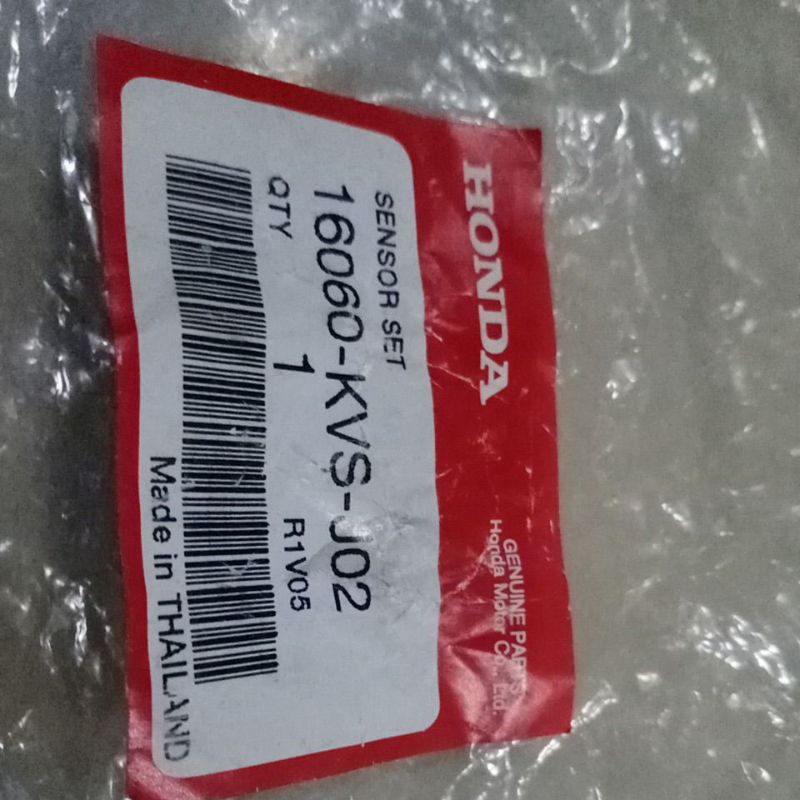 HONDA
GENUINE PARTS
Honda Motor Co., Ltd.
SENSOR SET
16060-KVS-J02
QTY 1 R1V05
Made in THAILAND